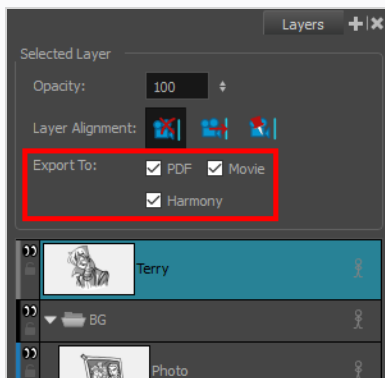 Layers
Selected Layer
Opacity: 100
Layer Alignment:
Export To: PDF Movie
Harmony
Terry
BG
Photo